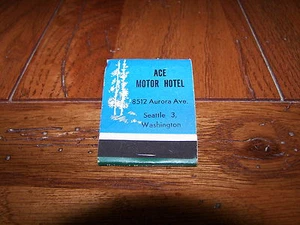 ACE
MOTOR HOTEL
8512 Aurora Ave.
Seattle 3,
Washington